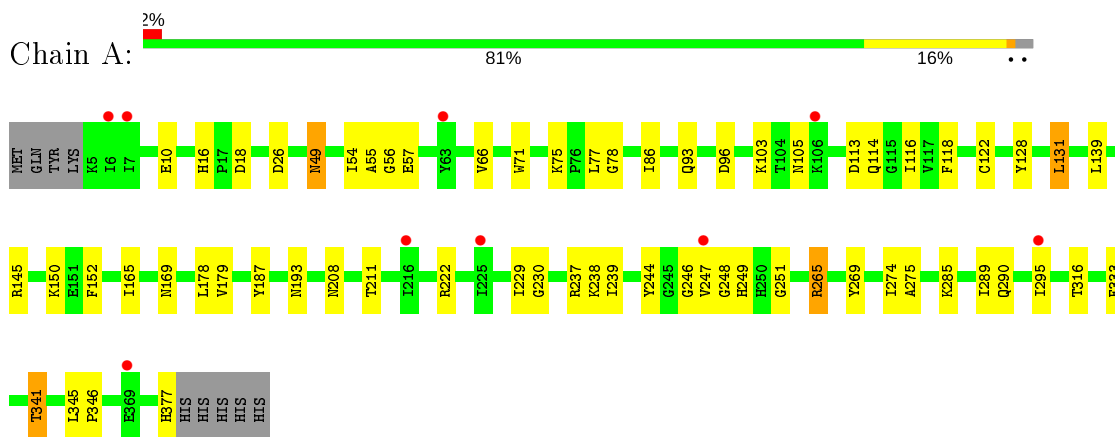 2%
Chain A:
81% 16% • •
MET GLN TYR LYS K5 I6 I7 E10 H16 P17 D18 D26 N49 I54 A55 G56 E57 Y63 V66 W71 K75 P76 L77 G78 I86 Q93 D96 K103 T104 N105 K106 D113 Q114 G115 I116 V117 F118 C122 Y128 L131 L139
R145 K150 E151 F152 I165 N169 L178 V179 Y187 N193 N208 T211 I216 R222 I225 I229 G230 R237 K238 I239 Y244 G245 G246 V247 G248 H249 H250 G251 R265 Y269 I274 A275 K285 I289 Q290 I295 T316
T341 L345 P346 E369 H377 HIS HIS HIS HIS HIS